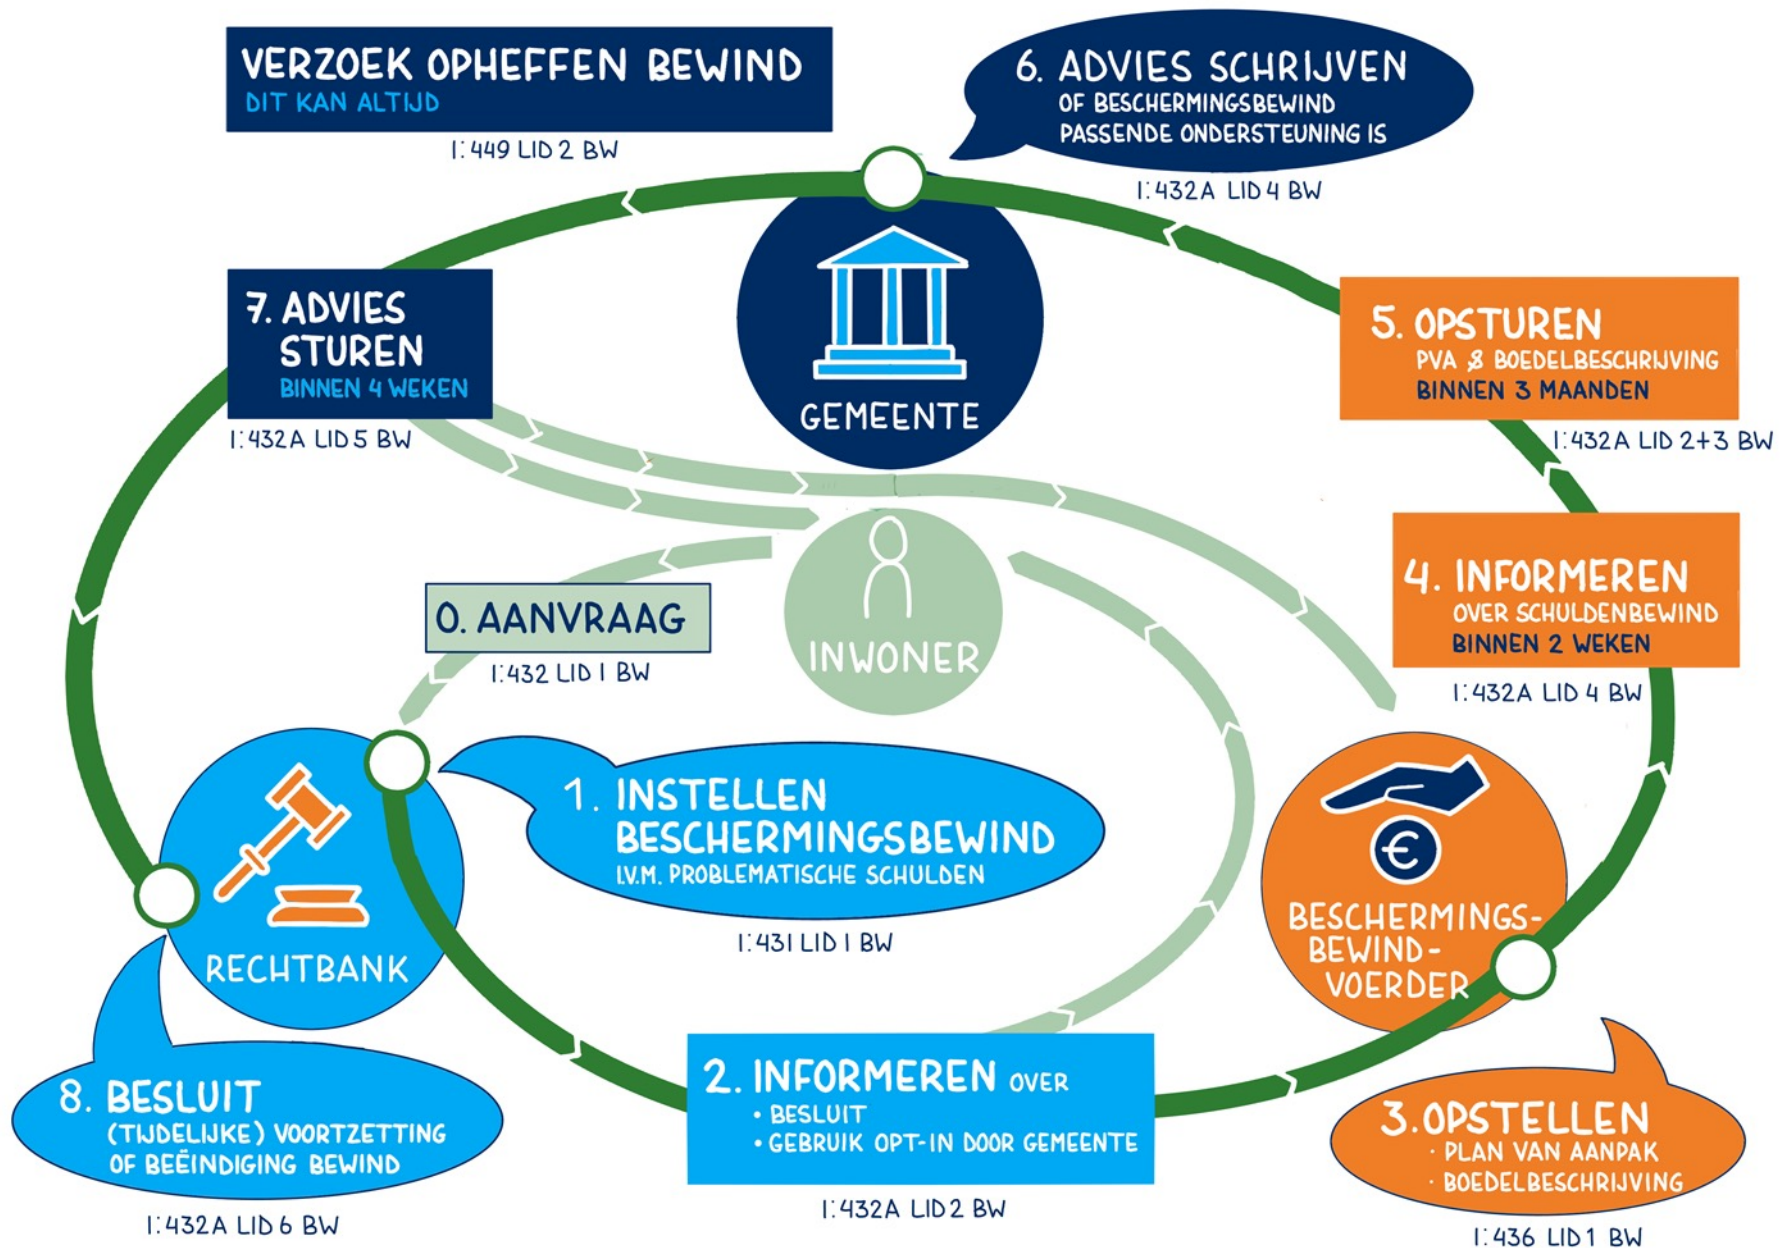 VERZOEK OPHEFFEN BEWIND
DIT KAN ALTIJD
1:449 LID 2 BW
6. ADVIES SCHRIJVEN
OF BESCHERMINGSBEWIND
PASSENDE ONDERSTEUNING IS
1:432A LID 4 BW
GEMEENTE
7. ADVIES
STUREN
BINNEN 4 WEKEN
1:432A LID 5 BW
5. OPSTUREN
PVA & BOEDELBESCHRIJVING
BINNEN 3 MAANDEN
1:432A LID 2+3 BW
4. INFORMEREN
OVER SCHULDENBEWIND
BINNEN 2 WEKEN
1:432A LID 4 BW
INWONER
0. AANVRAAG
1:432 LID 1 BW
1. INSTELLEN
BESCHERMINGSBEWIND
I.V.M. PROBLEMATISCHE SCHULDEN
1:431 LID 1 BW
RECHTBANK
€
BESCHERMINGS-
BEWIND-
VOERDER
2. INFORMEREN OVER
• BESLUIT
• GEBRUIK OPT-IN DOOR GEMEENTE
1:432A LID 2 BW
3. OPSTELLEN
· PLAN VAN AANPAK
· BOEDELBESCHRIJVING
1:436 LID 1 BW
8. BESLUIT
(TIJDELIJKE) VOORTZETTING
OF BEËINDIGING BEWIND
1:432A LID 6 BW